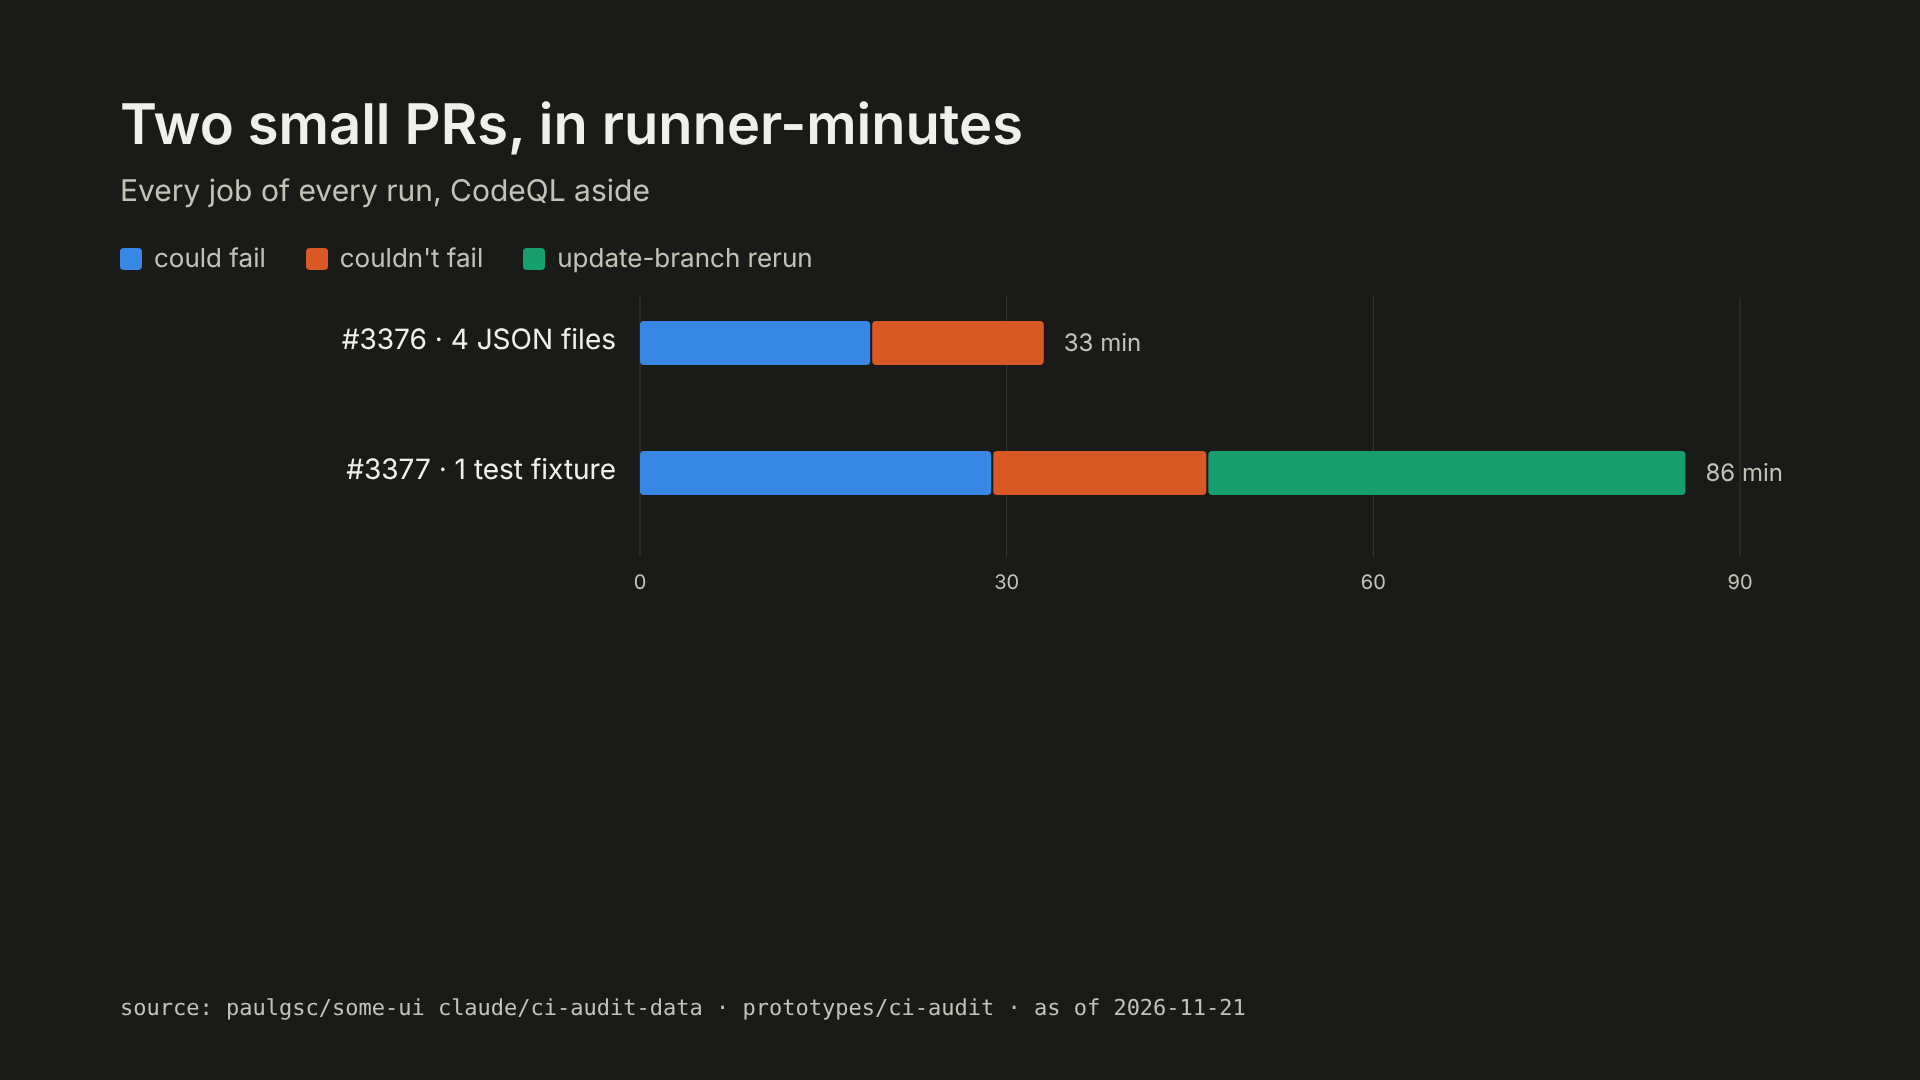 Two small PRs, in runner-minutes
Every job of every run, CodeQL aside
could fail couldn't fail update-branch rerun
#3376 · 4 JSON files 33 min
#3377 · 1 test fixture 86 min
0 30 60 90
source: paulgsc/some-ui claude/ci-audit-data · prototypes/ci-audit · as of 2026-11-21